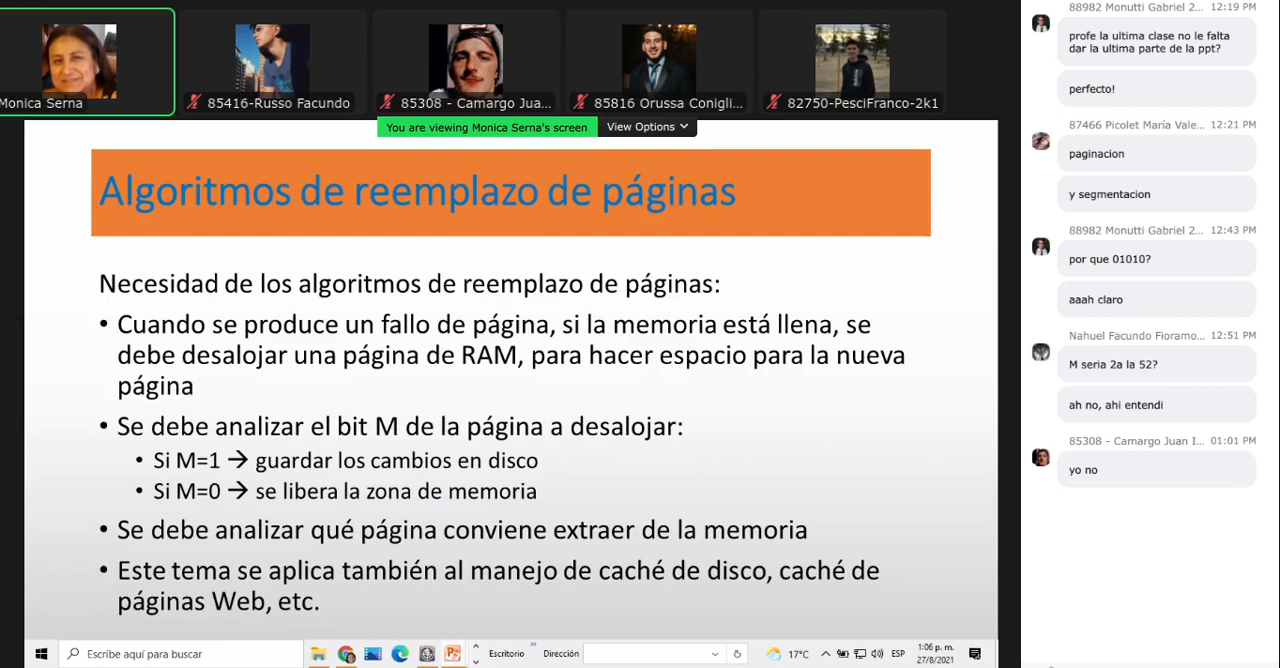 Monica Serna
85416-Russo Facundo
85308 - Camargo Jua...
85816 Orussa Conigli...
82750-PesciFranco-2k1
You are viewing Monica Serna's screen
View Options
Algoritmos de reemplazo de páginas
Necesidad de los algoritmos de reemplazo de páginas:
• Cuando se produce un fallo de página, si la memoria está llena, se
debe desalojar una página de RAM, para hacer espacio para la nueva
página
• Se debe analizar el bit M de la página a desalojar:
• Si M=1 → guardar los cambios en disco
• Si M=0 → se libera la zona de memoria
• Se debe analizar qué página conviene extraer de la memoria
• Este tema se aplica también al manejo de caché de disco, caché de
páginas Web, etc.
Escribe aquí para buscar
Escritorio
Dirección
17°C
ESP
1:06 p. m.
27/8/2021
88982 Monutti Gabriel 2... 12:19 PM
profe la ultima clase no le falta
dar la ultima parte de la ppt?
perfecto!
87466 Picolet María Vale... 12:21 PM
paginacion
y segmentacion
88982 Monutti Gabriel 2... 12:43 PM
por que 01010?
aaah claro
Nahuel Facundo Fioramo... 12:51 PM
M seria 2a la 52?
ah no, ahi entendi
85308 - Camargo Juan I... 01:01 PM
yo no